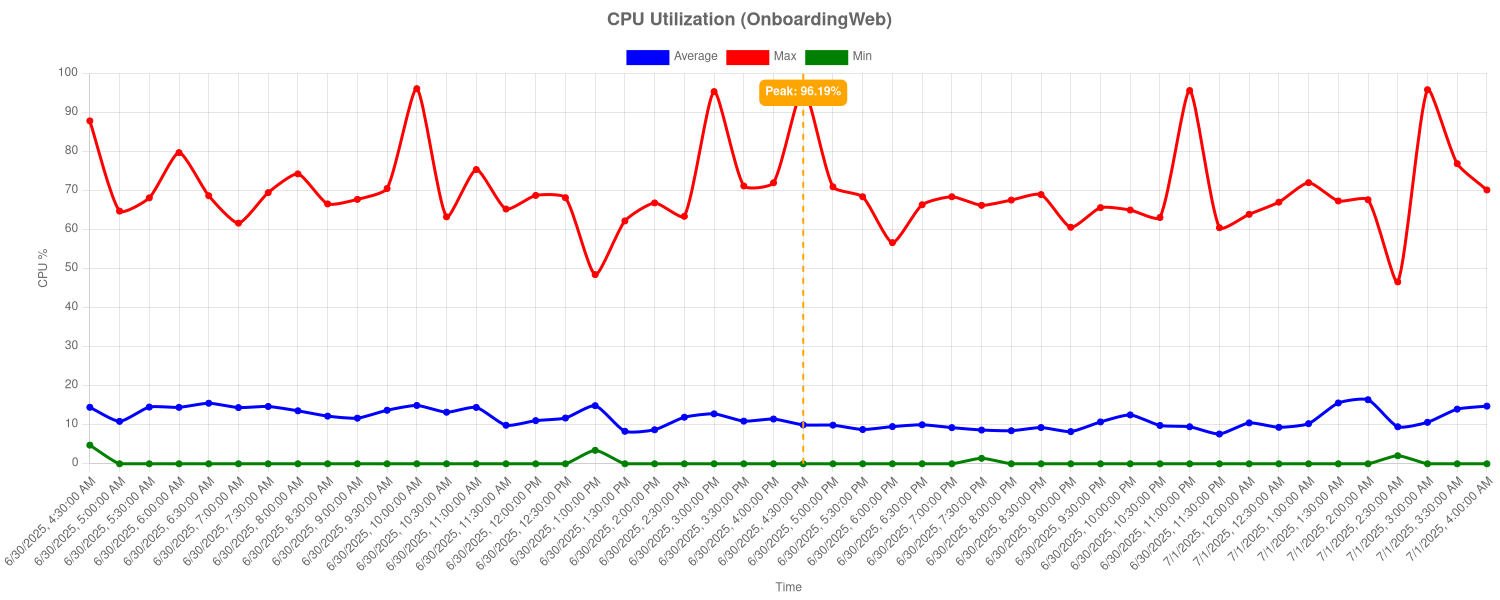 CPU Utilization (OnboardingWeb)
Average Max Min
Peak: 96.19%
100
90
80
70
60
50
40
30
20
10
0
CPU %
6/30/2025, 4:30:00 AM
6/30/2025, 5:00:00 AM
6/30/2025, 5:30:00 AM
6/30/2025, 6:00:00 AM
6/30/2025, 6:30:00 AM
6/30/2025, 7:00:00 AM
6/30/2025, 7:30:00 AM
6/30/2025, 8:00:00 AM
6/30/2025, 8:30:00 AM
6/30/2025, 9:00:00 AM
6/30/2025, 9:30:00 AM
6/30/2025, 10:00:00 AM
6/30/2025, 10:30:00 AM
6/30/2025, 11:00:00 AM
6/30/2025, 11:30:00 AM
6/30/2025, 12:00:00 PM
6/30/2025, 12:30:00 PM
6/30/2025, 1:00:00 PM
6/30/2025, 1:30:00 PM
6/30/2025, 2:00:00 PM
6/30/2025, 2:30:00 PM
6/30/2025, 3:00:00 PM
6/30/2025, 3:30:00 PM
6/30/2025, 4:00:00 PM
6/30/2025, 4:30:00 PM
6/30/2025, 5:00:00 PM
6/30/2025, 5:30:00 PM
6/30/2025, 6:00:00 PM
6/30/2025, 6:30:00 PM
6/30/2025, 7:00:00 PM
6/30/2025, 7:30:00 PM
6/30/2025, 8:00:00 PM
6/30/2025, 8:30:00 PM
6/30/2025, 9:00:00 PM
6/30/2025, 9:30:00 PM
6/30/2025, 10:00:00 PM
6/30/2025, 10:30:00 PM
6/30/2025, 11:00:00 PM
6/30/2025, 11:30:00 PM
7/1/2025, 12:00:00 AM
7/1/2025, 12:30:00 AM
7/1/2025, 1:00:00 AM
7/1/2025, 1:30:00 AM
7/1/2025, 2:00:00 AM
7/1/2025, 2:30:00 AM
7/1/2025, 3:00:00 AM
7/1/2025, 3:30:00 AM
7/1/2025, 4:00:00 AM
Time